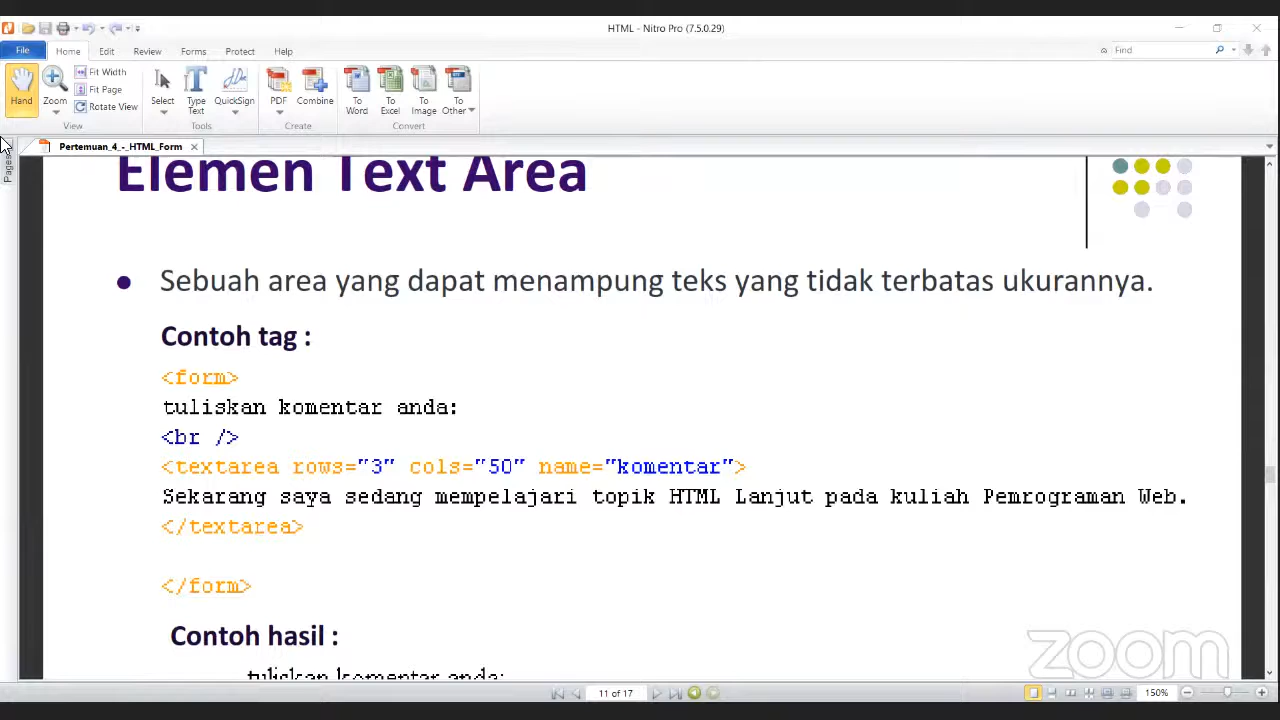 HTML - Nitro Pro (7.5.0.29)
File Home Edit Review Forms Protect Help
Find
Hand
Zoom
Fit Width
Fit Page
Rotate View
View
Select
Type Text
QuickSign
Tools
PDF
Combine
Create
To Word
To Excel
To Image
To Other
Convert
Pertemuan_4_-_HTML_Form
Pages
Elemen Text Area
Sebuah area yang dapat menampung teks yang tidak terbatas ukurannya.
Contoh tag :
<form>
tuliskan komentar anda:
<br />
<textarea rows="3" cols="50" name="komentar">
Sekarang saya sedang mempelajari topik HTML Lanjut pada kuliah Pemrograman Web.
</textarea>
</form>
Contoh hasil :
tuliskan komentar anda:
zoom
11 of 17
150%